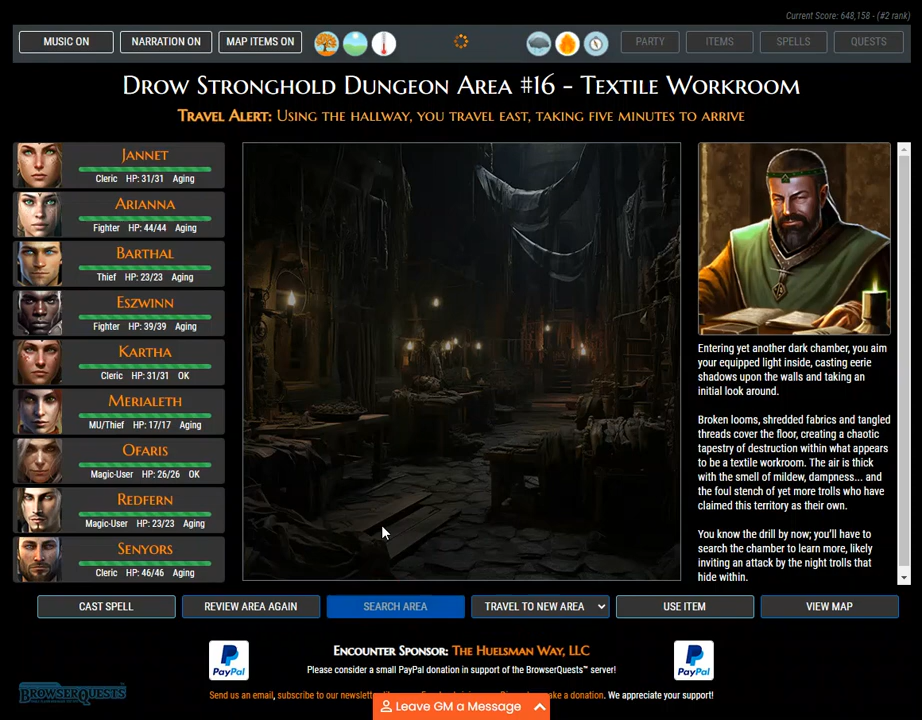 Current Score: 648,158 - (#2 rank)
MUSIC ON
NARRATION ON
MAP ITEMS ON
PARTY
ITEMS
SPELLS
QUESTS
Drow Stronghold Dungeon Area #16 - Textile Workroom
Travel Alert: Using the hallway, you travel east, taking five minutes to arrive
Jannet
Cleric HP: 31/31 Aging
Arianna
Fighter HP: 44/44 Aging
Barthal
Thief HP: 23/23 Aging
Eszwinn
Fighter HP: 39/39 Aging
Kartha
Cleric HP: 31/31 OK
Merialeth
MU/Thief HP: 17/17 Aging
Ofaris
Magic-User HP: 26/26 OK
Redfern
Magic-User HP: 23/23 Aging
Senyors
Cleric HP: 46/46 Aging
Entering yet another dark chamber, you aim
your equipped light inside, casting eerie
shadows upon the walls and taking an
initial look around.
Broken looms, shredded fabrics and tangled
threads cover the floor, creating a chaotic
tapestry of destruction within what appears
to be a textile workroom. The air is thick
with the smell of mildew, dampness... and
the foul stench of yet more trolls who have
claimed this territory as their own.
You know the drill by now; you'll have to
search the chamber to learn more, likely
inviting an attack by the night trolls that
hide within.
CAST SPELL
REVIEW AREA AGAIN
SEARCH AREA
TRAVEL TO NEW AREA
USE ITEM
VIEW MAP
PayPal
Encounter Sponsor: The Huelsman Way, LLC
Please consider a small PayPal donation in support of the BrowserQuests™ server!
PayPal
BrowserQuests
Send us an email, subscribe to our newslett make a donation. We appreciate your support!
Leave GM a Message